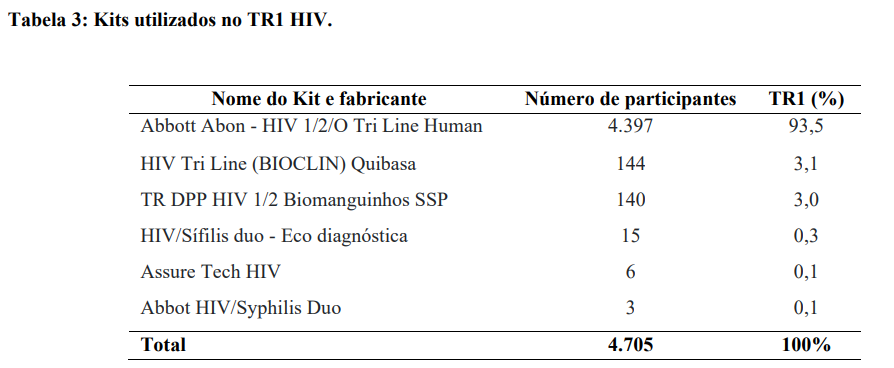 Tabela 3: Kits utilizados no TR1 HIV.
Nome do Kit e fabricante Número de participantes TR1 (%)
Abbott Abon - HIV 1/2/O Tri Line Human 4.397 93,5
HIV Tri Line (BIOCLIN) Quibasa 144 3,1
TR DPP HIV 1/2 Biomanguinhos SSP 140 3,0
HIV/Sífilis duo - Eco diagnóstica 15 0,3
Assure Tech HIV 6 0,1
Abbot HIV/Syphilis Duo 3 0,1
Total 4.705 100%